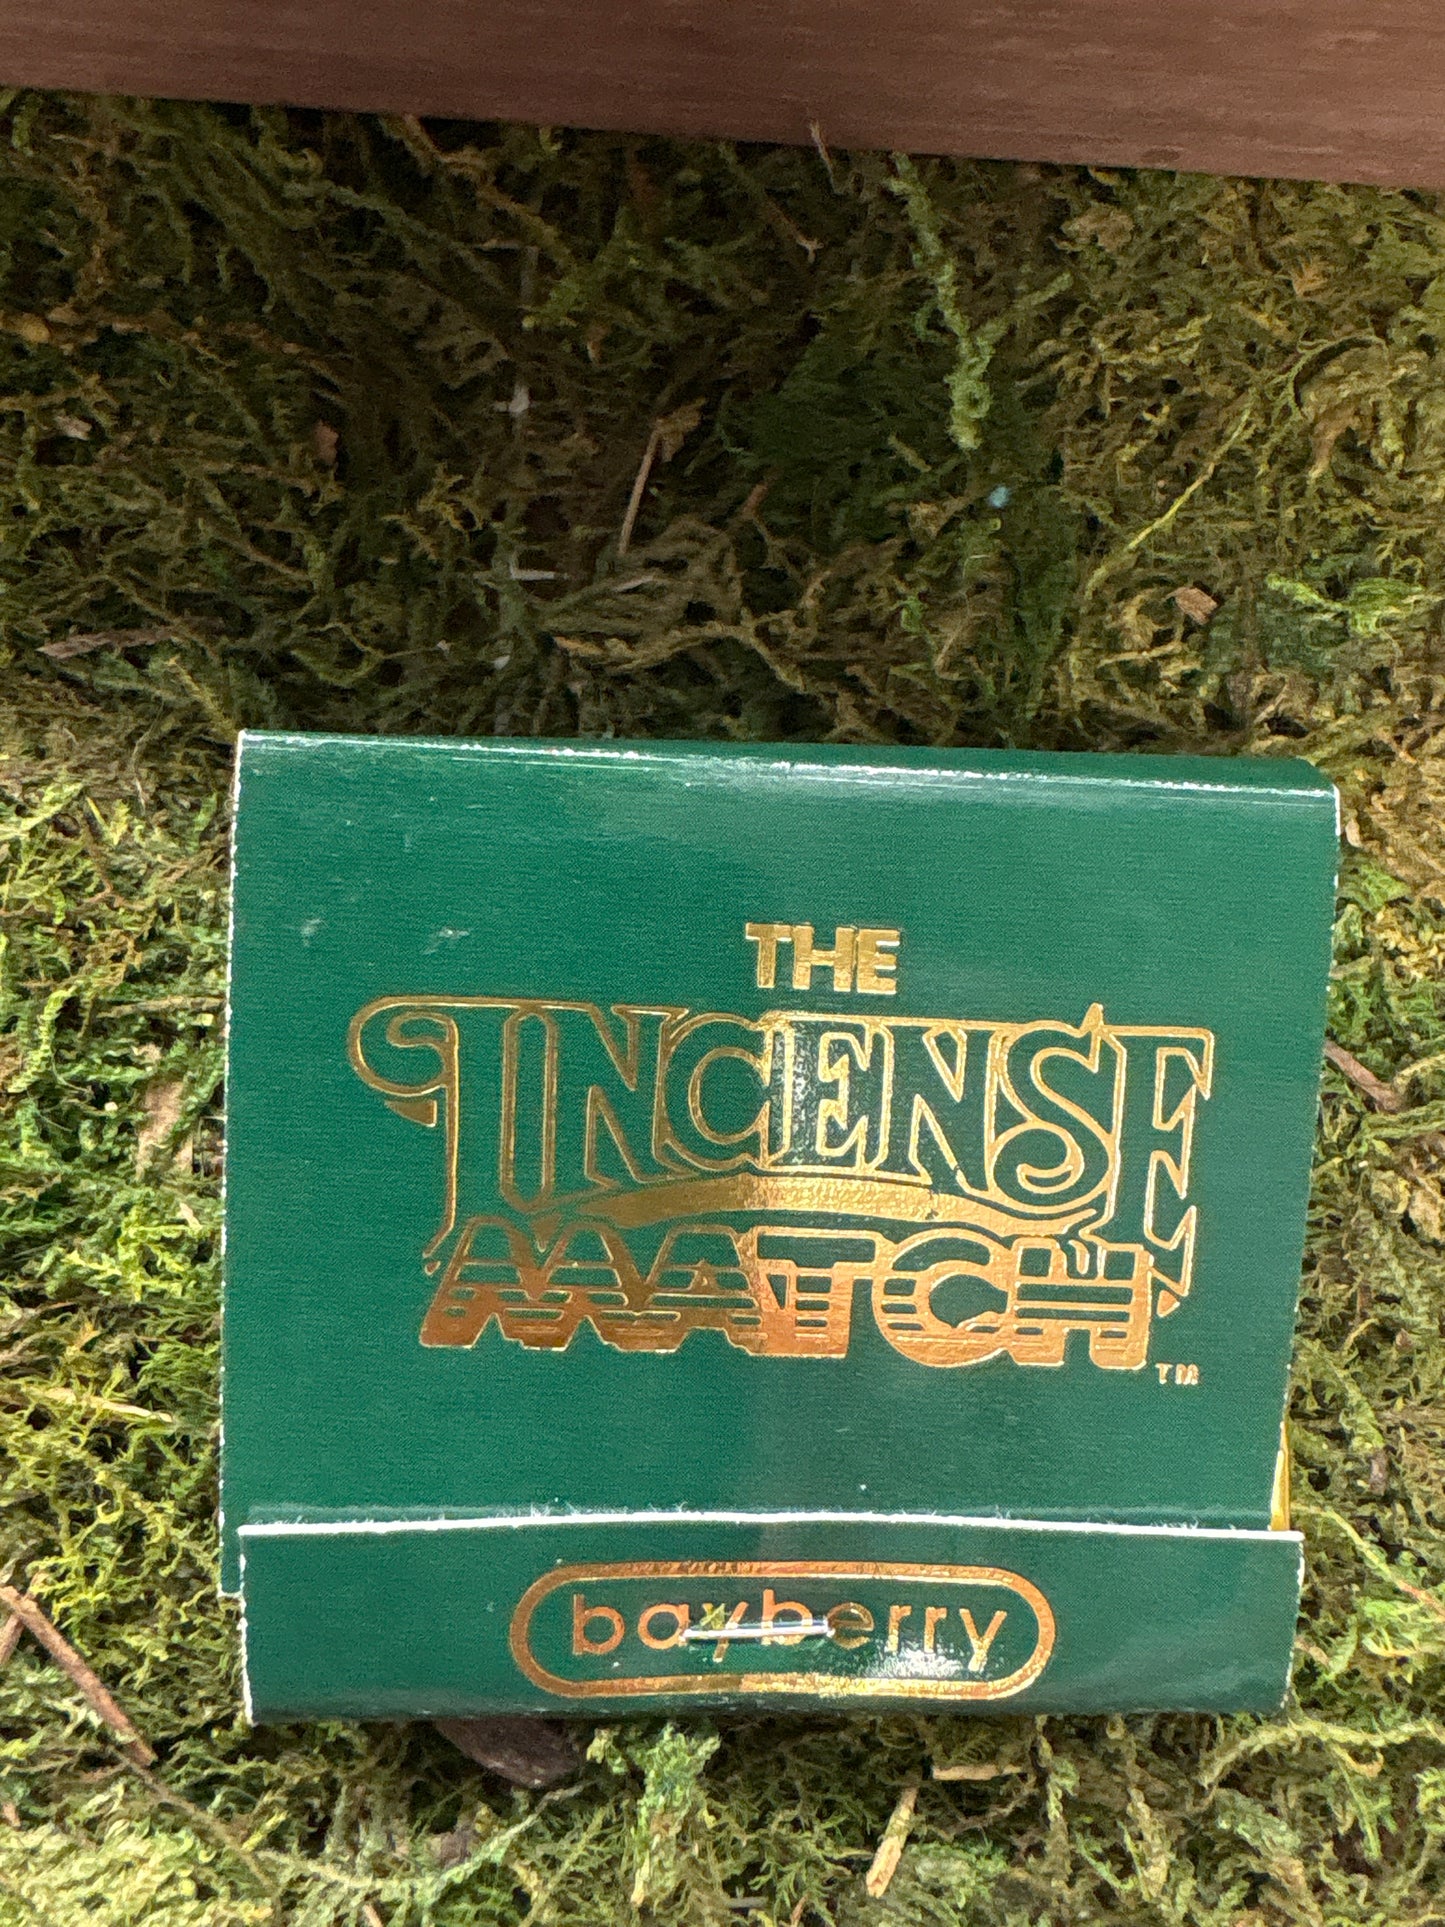 THE
INCENSE
MATCH TM
bayberry